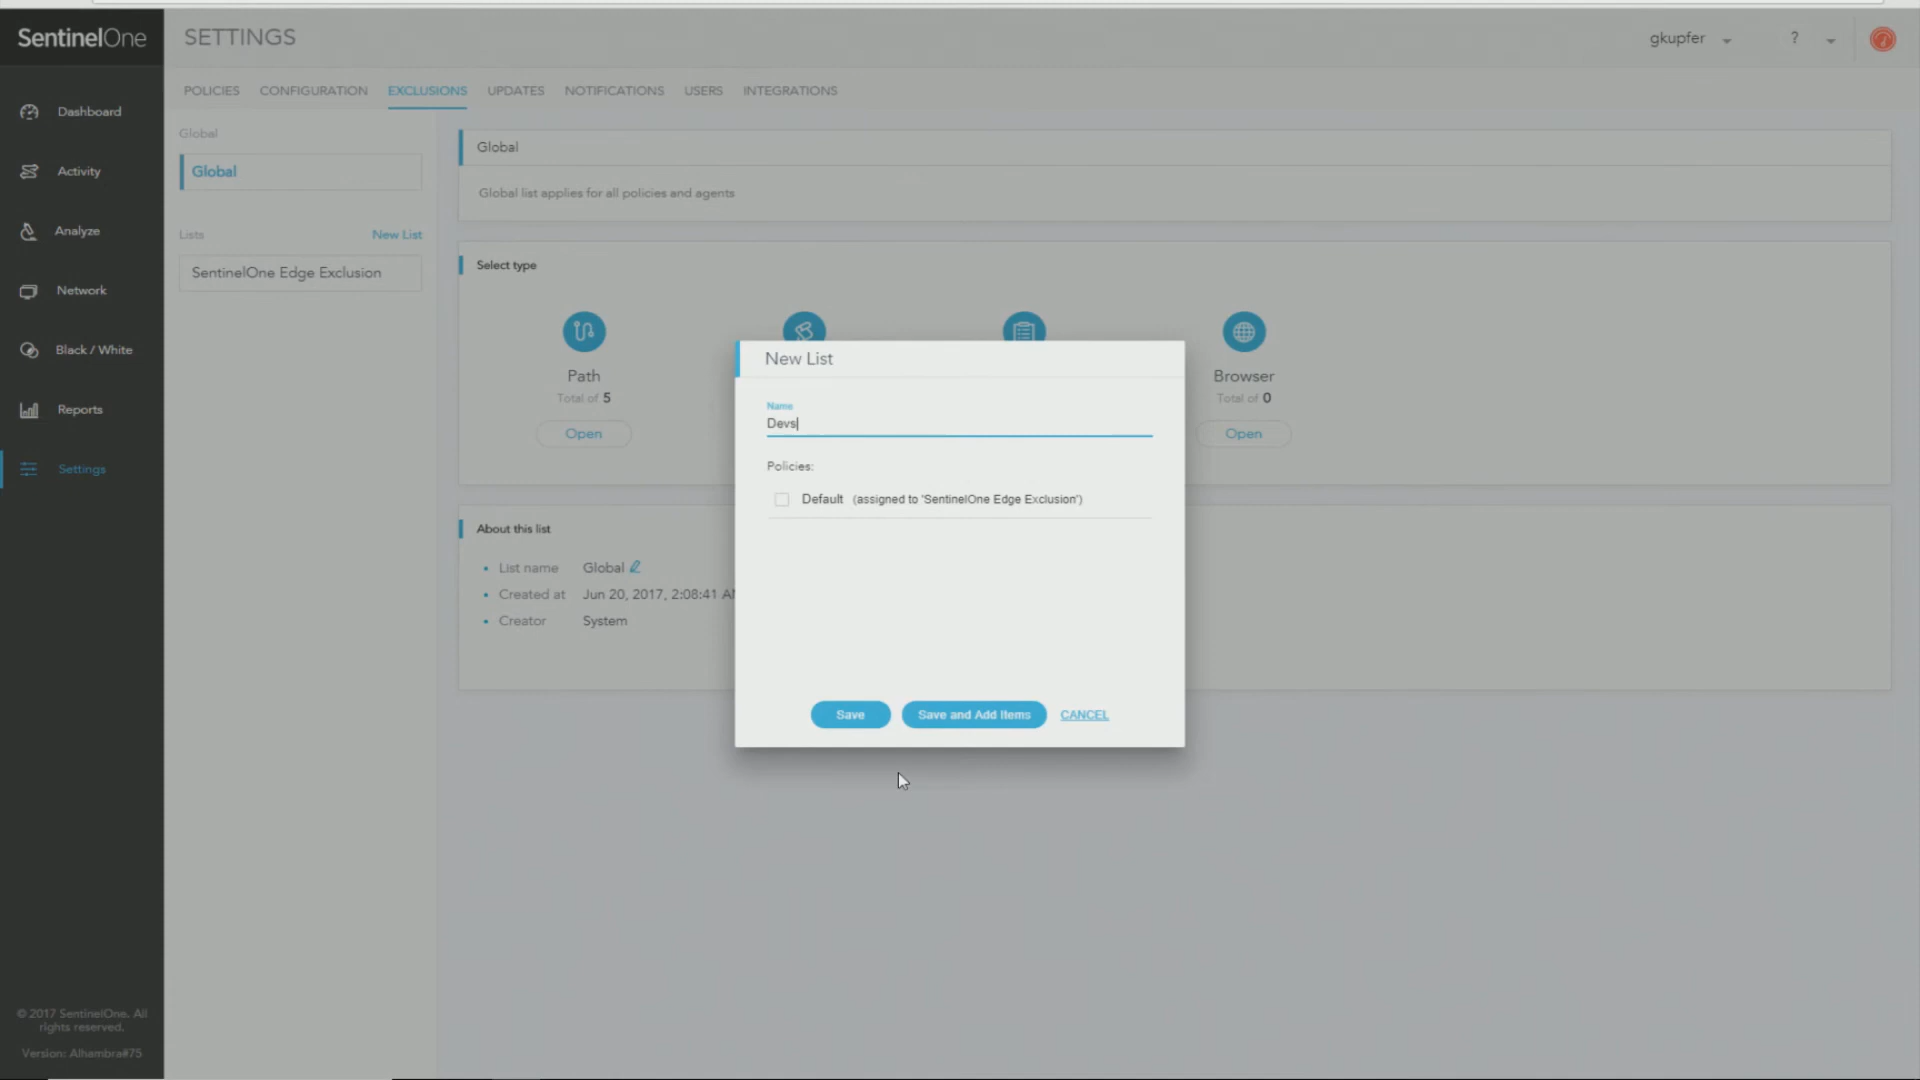 SentinelOne
SETTINGS
gkupfer
?
POLICIES CONFIGURATION EXCLUSIONS UPDATES NOTIFICATIONS USERS INTEGRATIONS
Dashboard
Activity
Analyze
Network
Black / White
Reports
Settings
Global
Global
Lists New List
SentinelOne Edge Exclusion
Global
Global list applies for all policies and agents
Select type
Path
Total of 5
Open
Browser
Total of 0
Open
About this list
• List name Global
• Created at Jun 20, 2017, 2:08:41
• Creator System
New List
Name
Devs
Policies:
Default (assigned to 'SentinelOne Edge Exclusion')
Save Save and Add Items CANCEL
© 2017 SentinelOne. All
rights reserved.
Version: Alhambra#75